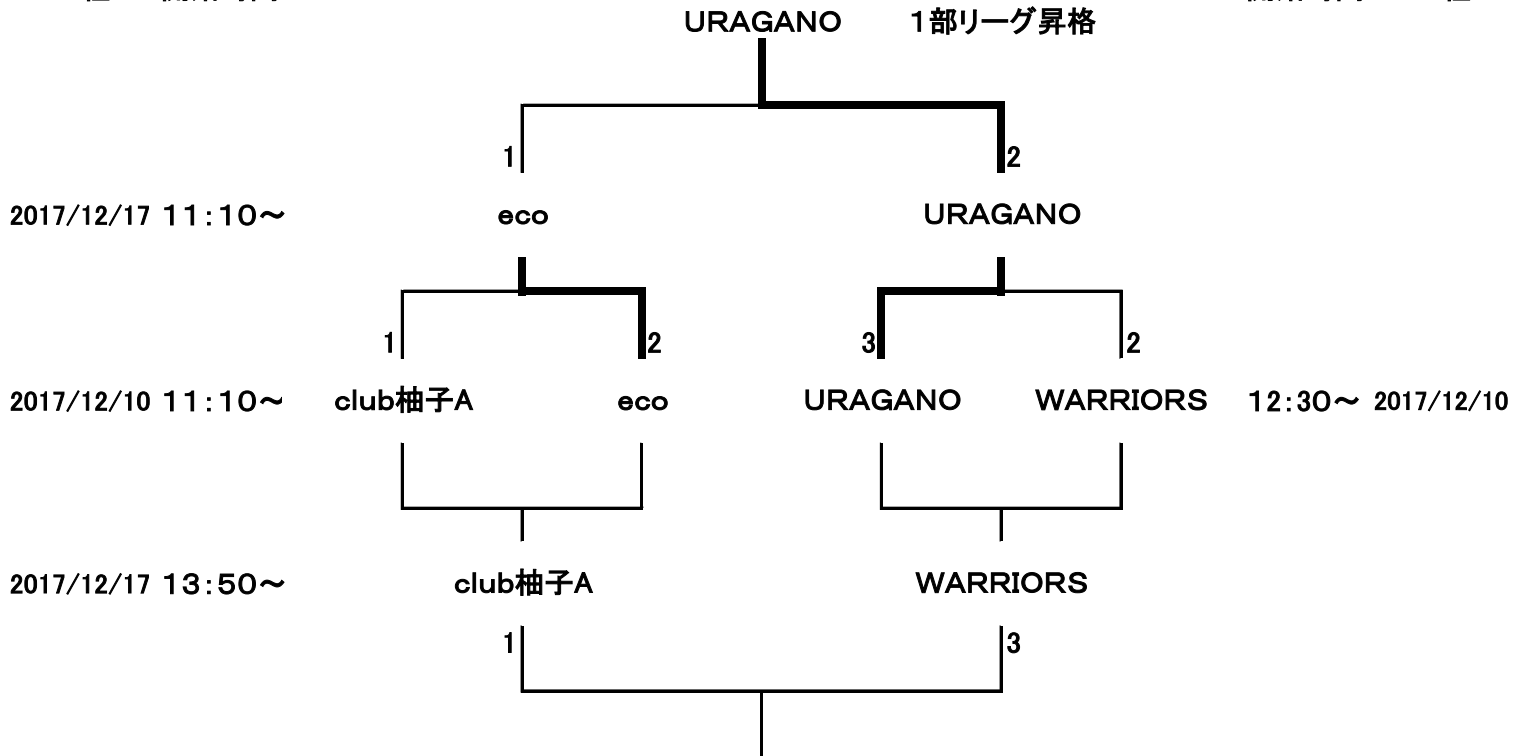 URAGANO 1部リーグ昇格
1 2
2017/12/17 11:10～ eco URAGANO
1 2 3 2
2017/12/10 11:10～ club柚子A eco URAGANO WARRIORS 12:30～ 2017/12/10
2017/12/17 13:50～ club柚子A WARRIORS
1 3